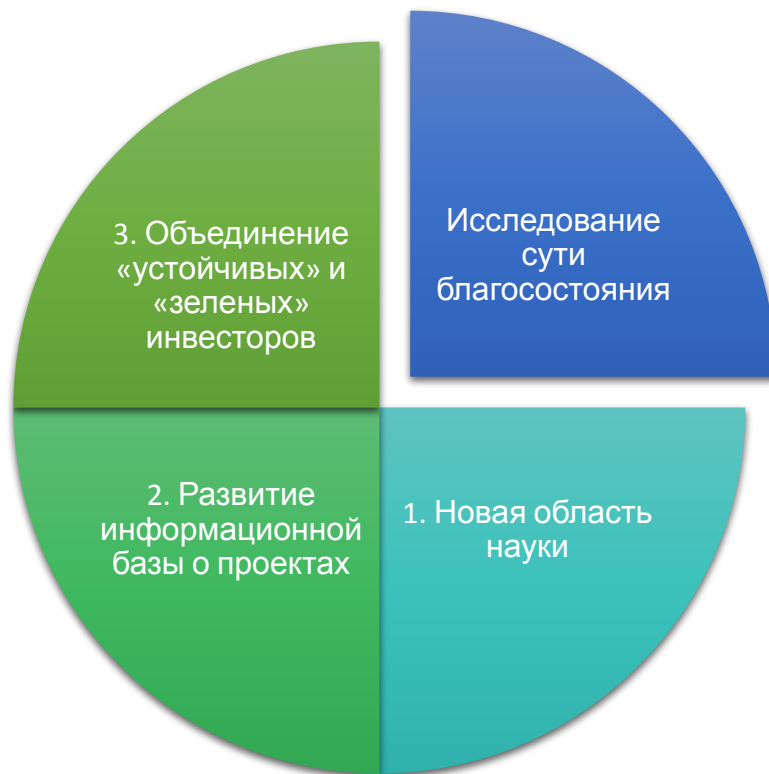 3. Объединение
«устойчивых» и
«зеленых»
инвесторов
Исследование
сути
благосостояния
2. Развитие
информационной
базы о проектах
1. Новая область
науки